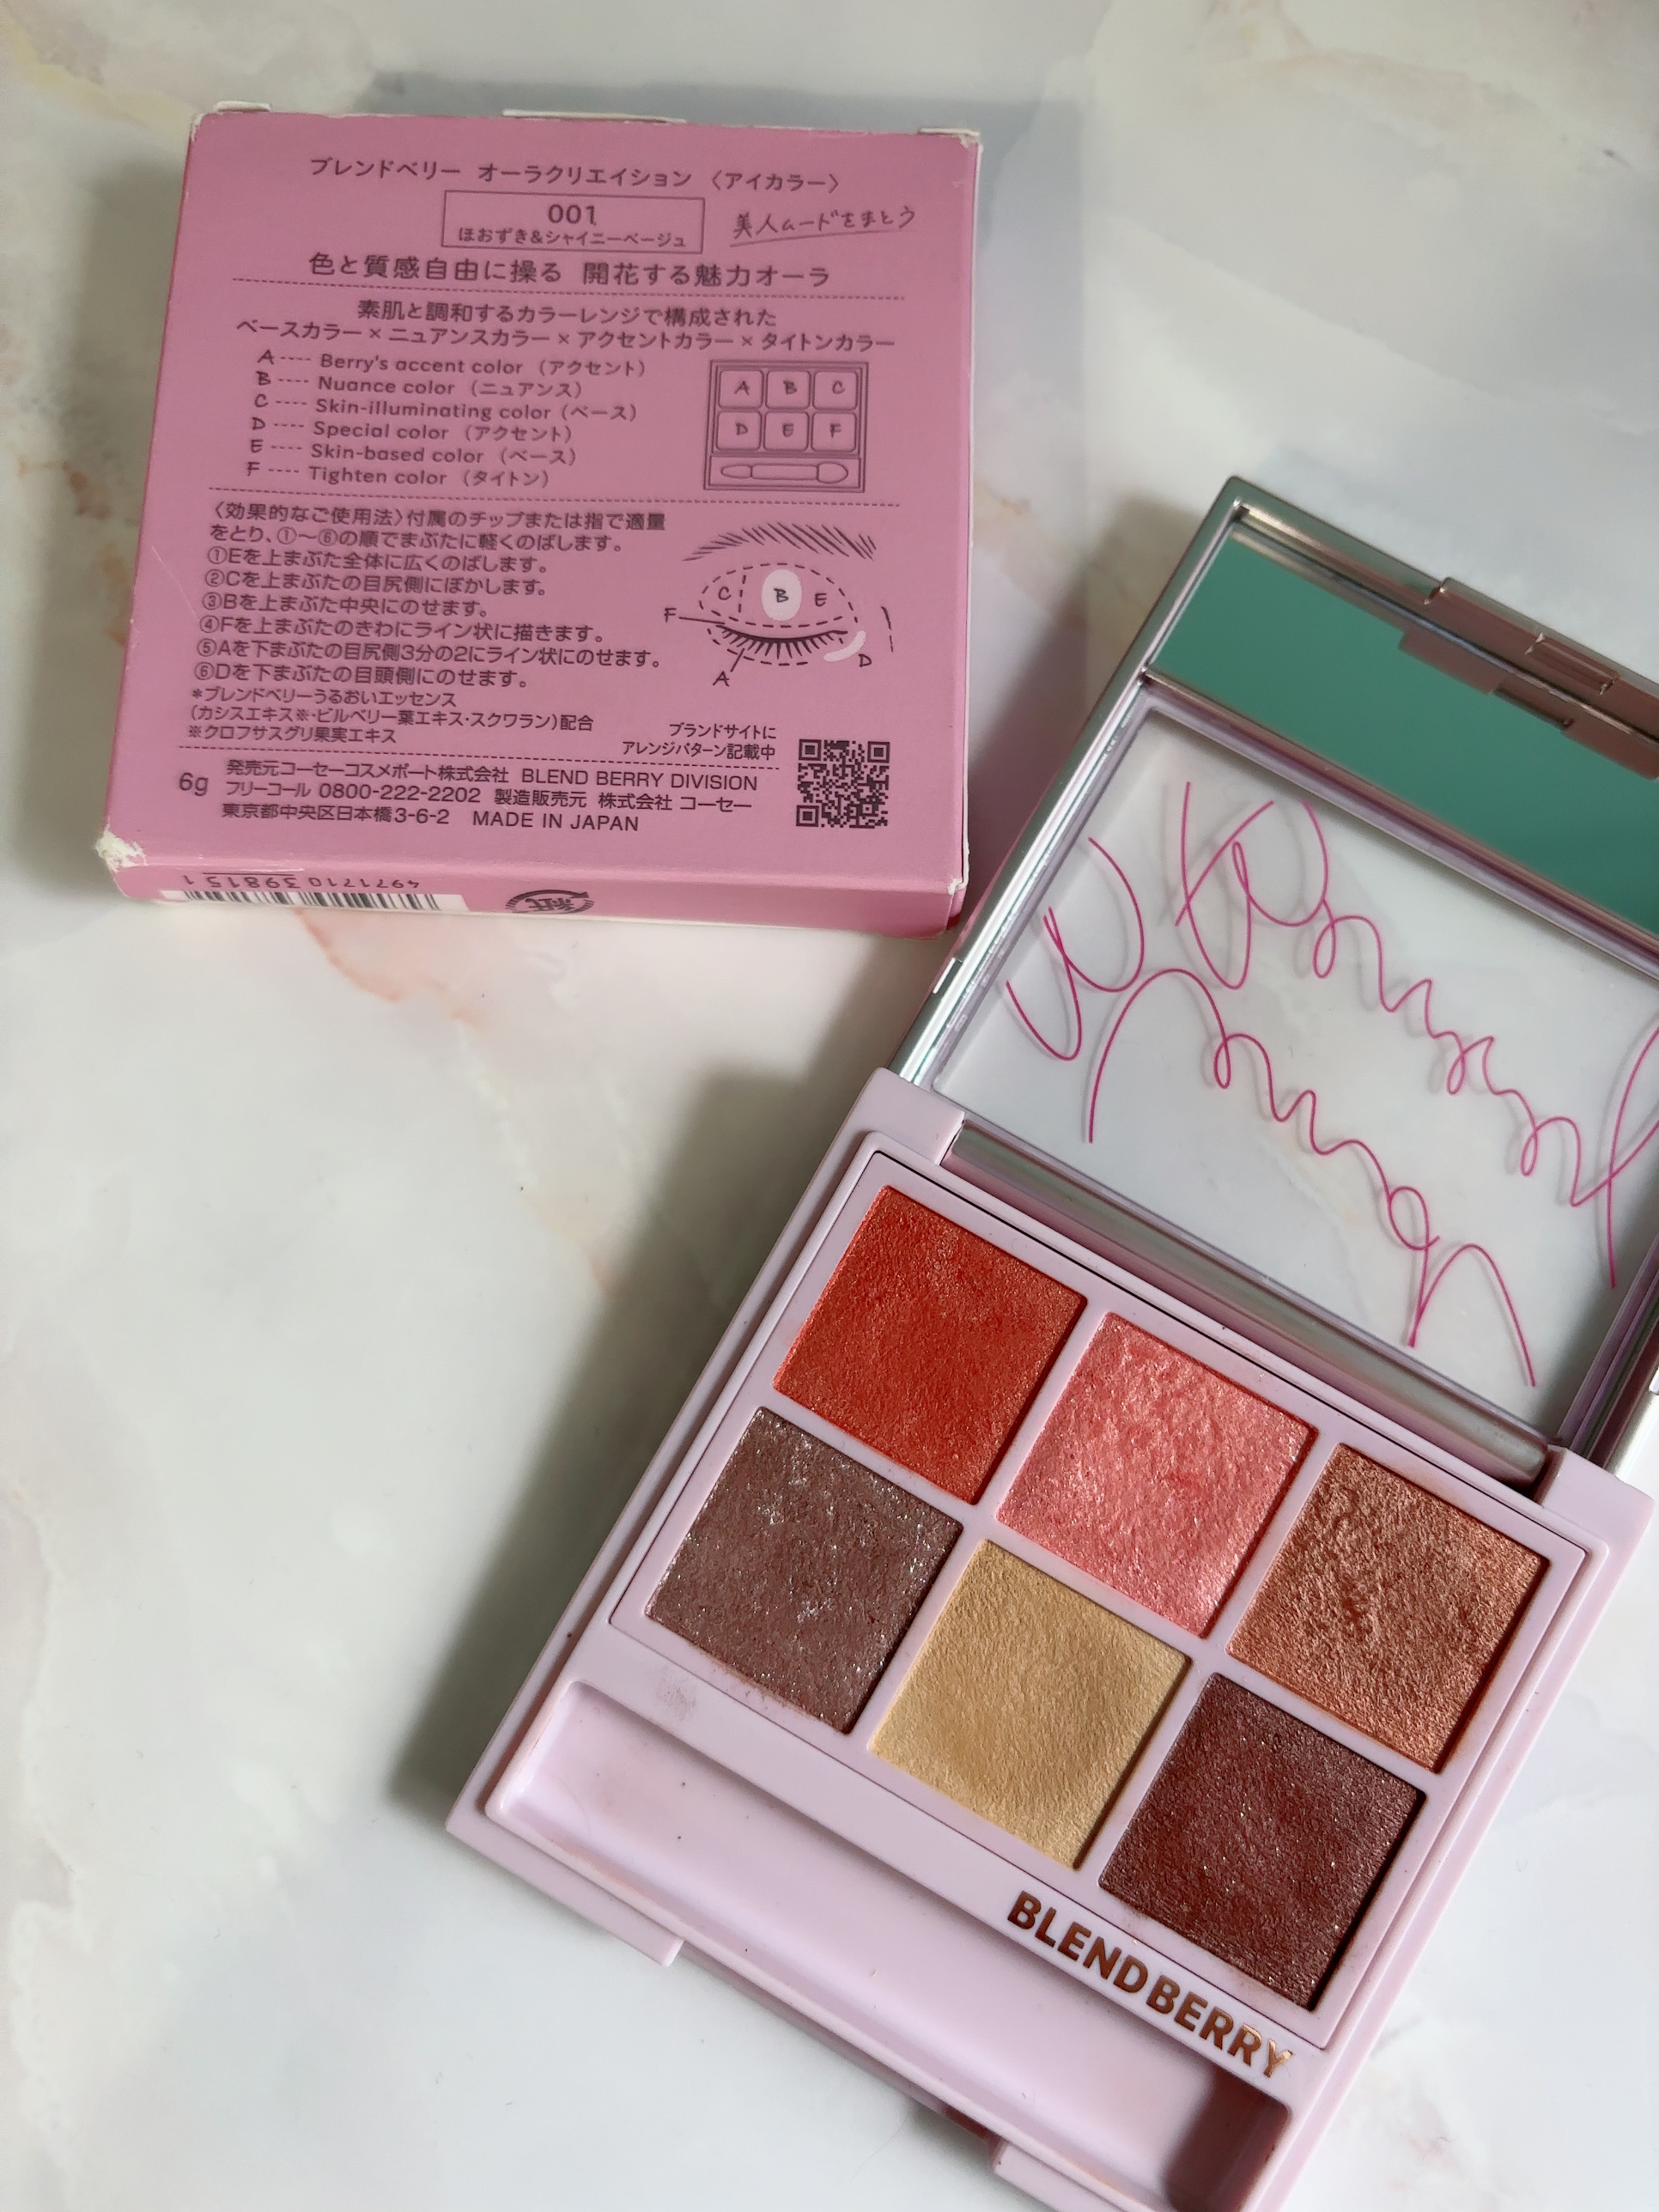 ブレンドベリー オーラクリエイション 〈アイカラー〉
001
ほおずき&シャイニーベージュ
美人ムードをまとう
色と質感自由に操る 開花する魅力オーラ
素肌と調和するカラーレンジで構成された
ベースカラー×ニュアンスカラー×アクセントカラー×タイトンカラー
A ---- Berry's accent color (アクセント)
B ---- Nuance color (ニュアンス)
C ---- Skin-illuminating color (ベース)
D ---- Special color (アクセント)
E ---- Skin-based color (ベース)
F ---- Tighten color (タイトン)
A B C
D E F
〈効果的なご使用法〉付属のチップまたは指で適量
をとり、①〜⑥の順でまぶたに軽くのばします。
①Eを上まぶた全体に広くのばします。
②Cを上まぶたの目尻側にぼかします。
③Bを上まぶた中央にのせます。
④Fを上まぶたのきわにライン状に描きます。
⑤Aを下まぶたの目尻側3分の2にライン状にのせます。
⑥Dを下まぶたの目頭側にのせます。
C B E
F
D
A
*ブレンドベリーうるおいエッセンス
(カシスエキス※・ビルベリー葉エキス・スクワラン)配合
※クロフサスグリ果実エキス
ブランドサイトに
アレンジパターン記載中
6g
発売元コーセーコスメポート株式会社 BLEND BERRY DIVISION
フリーコール 0800-222-2202 製造販売元 株式会社 コーセー
東京都中央区日本橋3-6-2 MADE IN JAPAN
4971710 398151
紙
BLEND BERRY